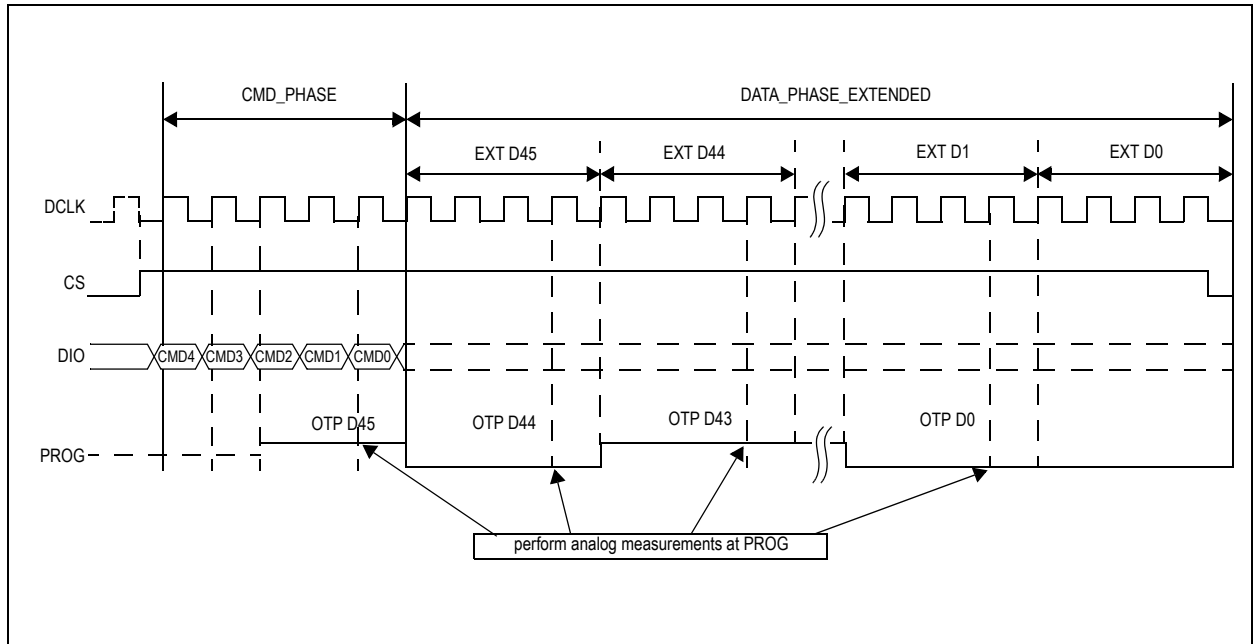 CMD_PHASE
DATA_PHASE_EXTENDED
EXT D45
EXT D44
EXT D1
EXT D0
DCLK
CS
DIO
CMD4
CMD3
CMD2
CMD1
CMD0
OTP D45
OTP D44
OTP D43
OTP D0
PROG
perform analog measurements at PROG